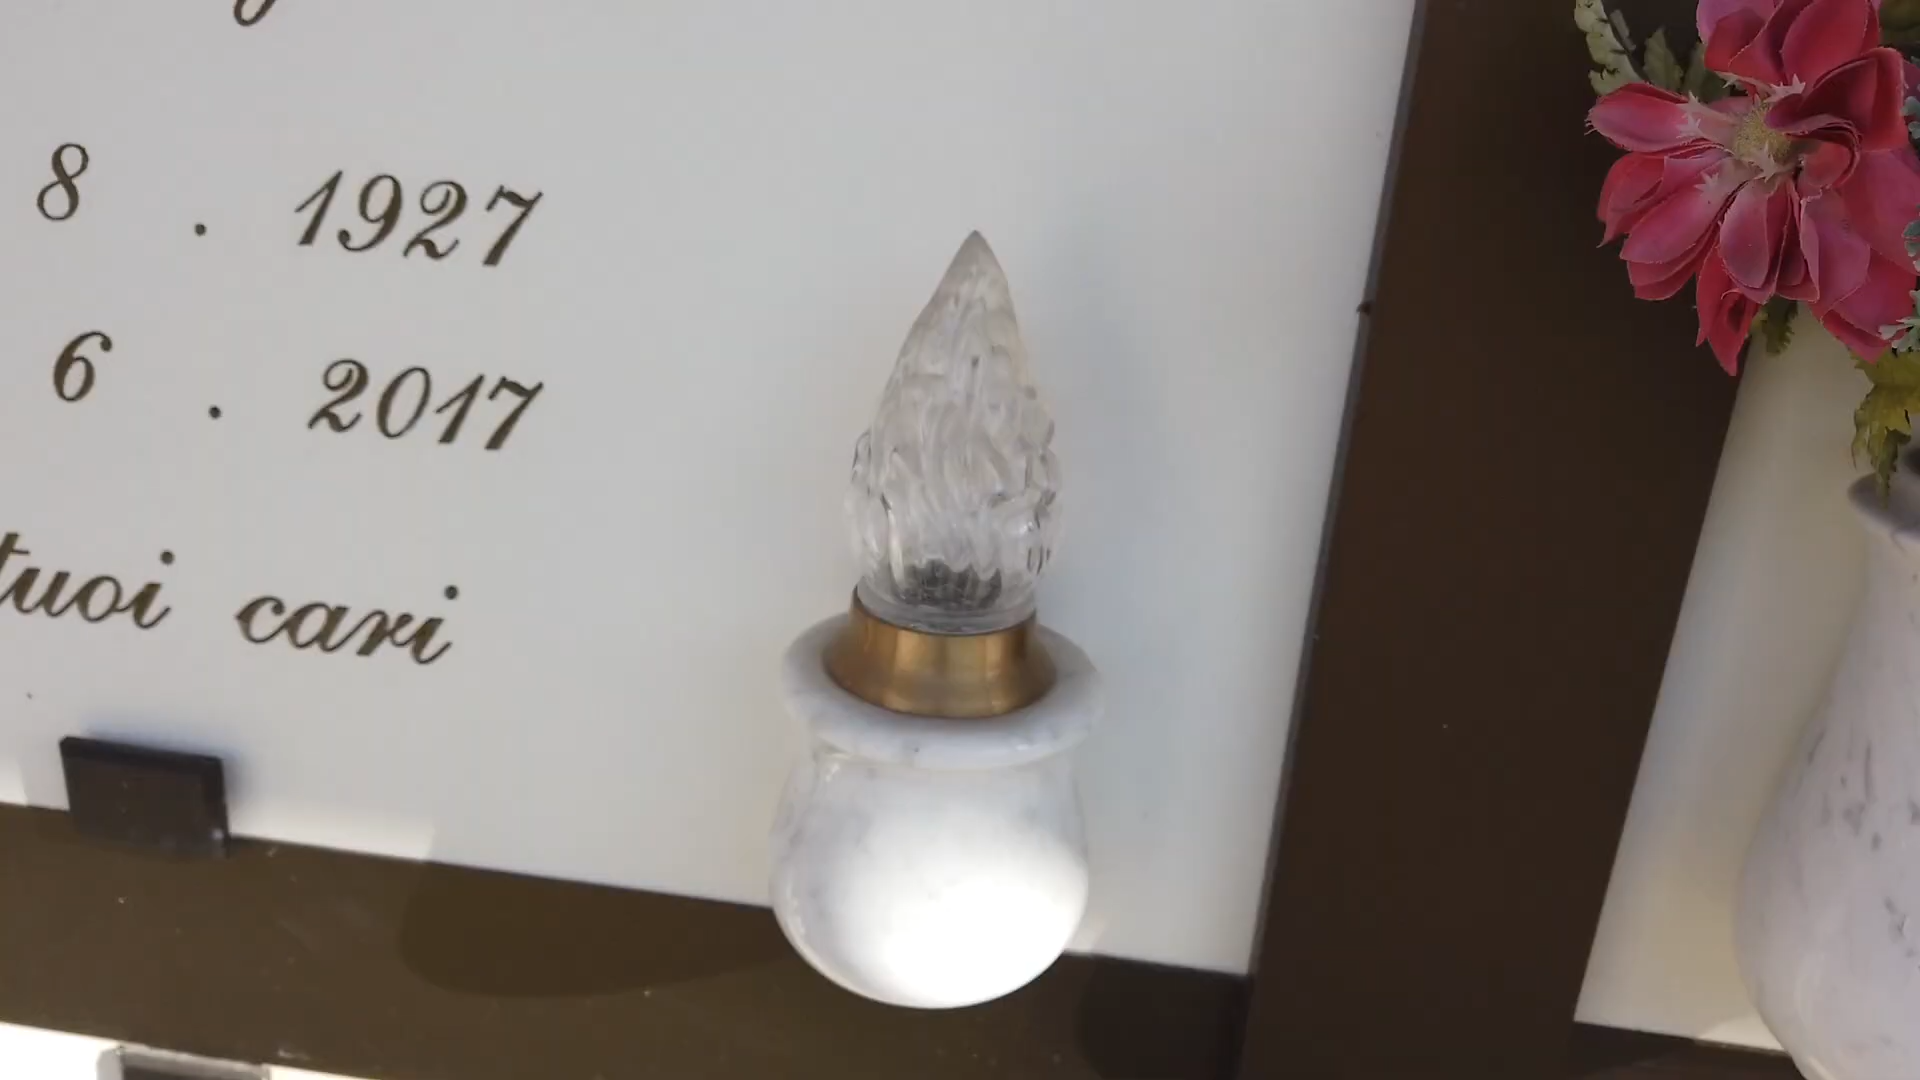 8 . 1927
6 . 2017
tuoi cari